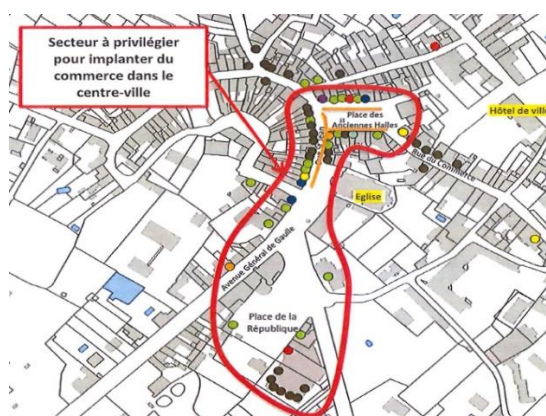 Secteur à privilégier
pour implanter du
commerce dans le
centre-ville
Place des
Anciennes Halles
Hôtel de ville
Rue du Commerce
Eglise
Avenue Général de Gaulle
Place de la
République